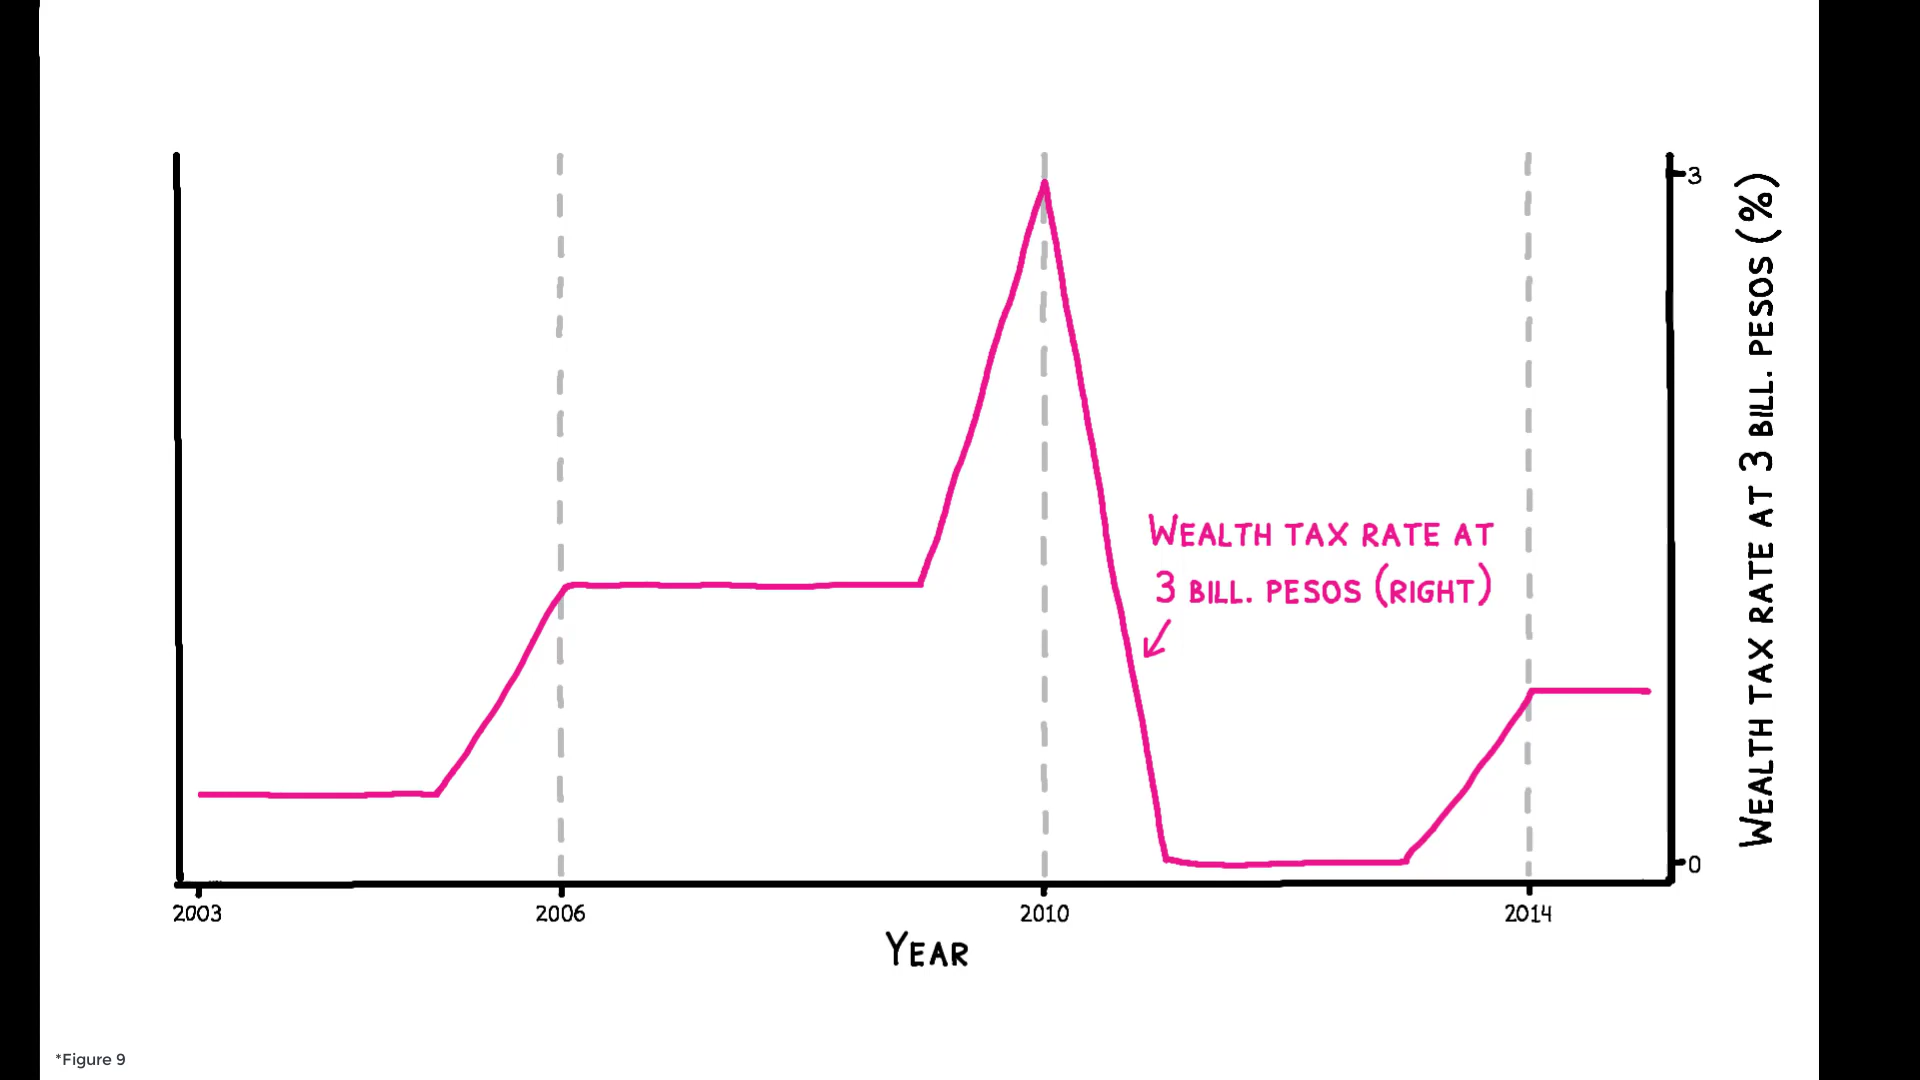 3
WEALTH TAX RATE AT 3 BILL. PESOS (%)
WEALTH TAX RATE AT
3 BILL. PESOS (RIGHT)
0
2003 2006 2010 2014
YEAR
*Figure 9